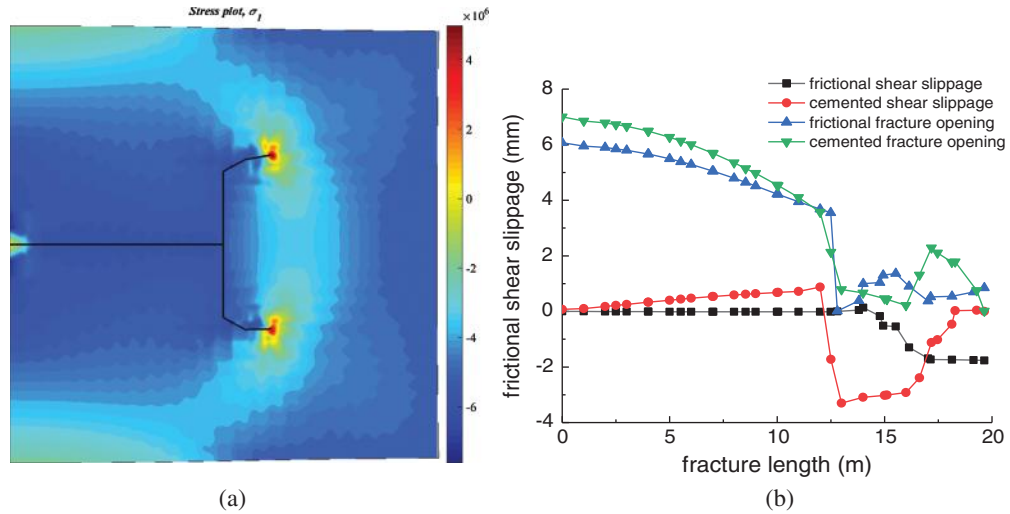 Stress plot, σ1
×10⁶
4
2
0
-2
-4
-6
(a)
frictional shear slippage
cemented shear slippage
frictional fracture opening
cemented fracture opening
8
6
4
2
0
-2
-4
frictional shear slippage (mm)
0 5 10 15 20
fracture length (m)
(b)